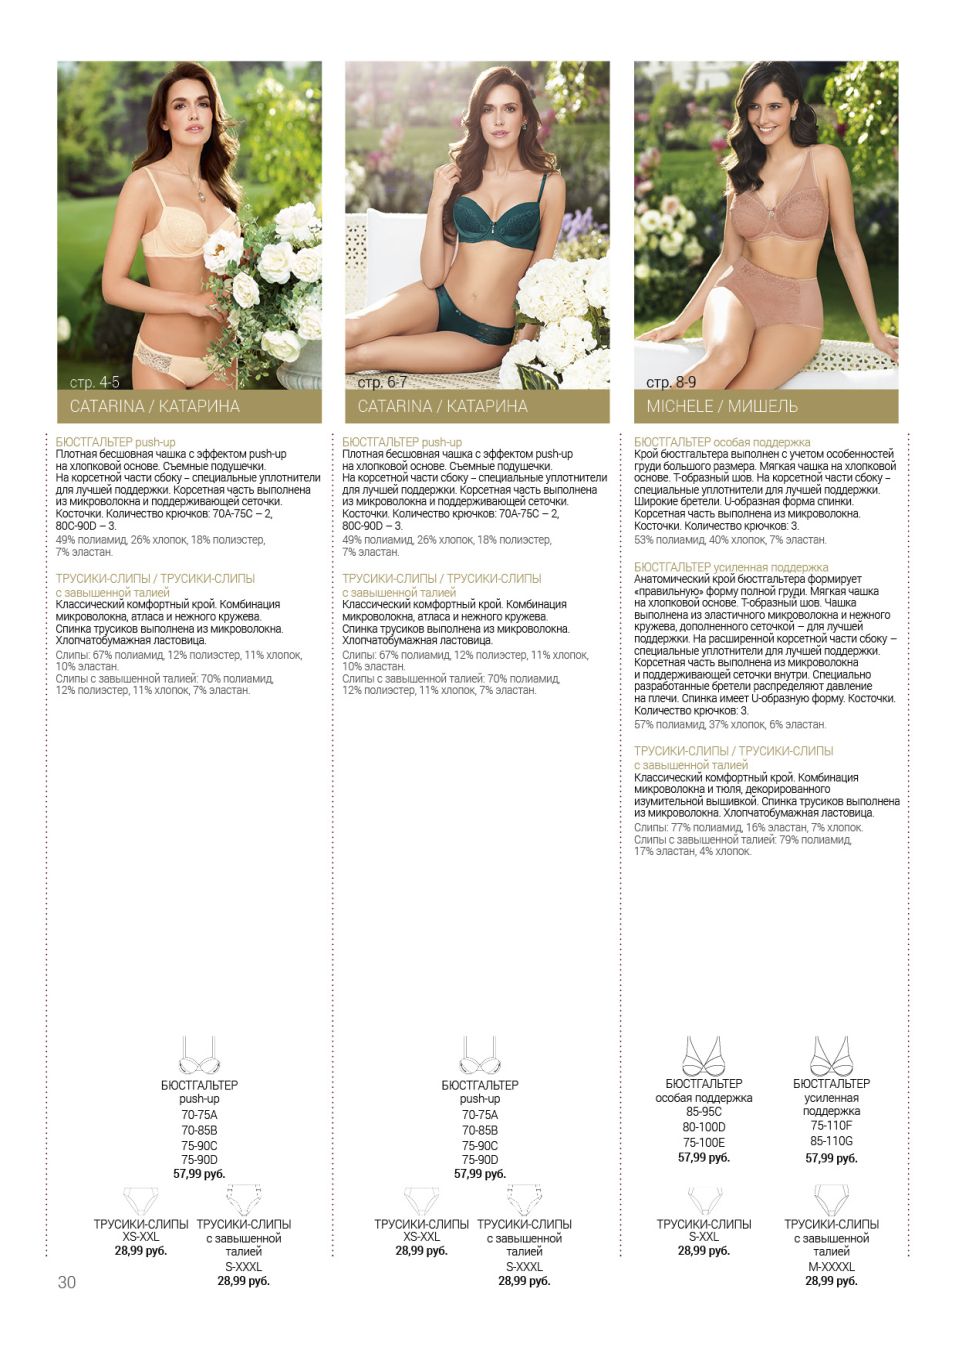 стр. 4-5
CATARINA / КАТАРИНА
БЮСТГАЛЬТЕР push-up
Плотная бесшовная чашка с эффектом push-up
на хлопковой основе. Съемные подушечки.
На корсетной части сбоку – специальные уплотнители
для лучшей поддержки. Корсетная часть выполнена
из микроволокна и поддерживающей сеточки.
Косточки. Количество крючков: 70A-75C – 2,
80C-90D – 3.
49% полиамид, 26% хлопок, 18% полиэстер,
7% эластан.
ТРУСИКИ-СЛИПЫ / ТРУСИКИ-СЛИПЫ
с завышенной талией
Классический комфортный крой. Комбинация
микроволокна, атласа и нежного кружева.
Спинка трусиков выполнена из микроволокна.
Хлопчатобумажная ластовица.
Слипы: 67% полиамид, 12% полиэстер, 11% хлопок,
10% эластан.
Слипы с завышенной талией: 70% полиамид,
12% полиэстер, 11% хлопок, 7% эластан.
БЮСТГАЛЬТЕР
push-up
70-75A
70-85B
75-90C
75-90D
57,99 руб.
ТРУСИКИ-СЛИПЫ
XS-XXL
28,99 руб.
ТРУСИКИ-СЛИПЫ
с завышенной
талией
S-XXXL
28,99 руб.
стр. 6-7
CATARINA / КАТАРИНА
БЮСТГАЛЬТЕР push-up
Плотная бесшовная чашка с эффектом push-up
на хлопковой основе. Съемные подушечки.
На корсетной части сбоку – специальные уплотнители
для лучшей поддержки. Корсетная часть выполнена
из микроволокна и поддерживающей сеточки.
Косточки. Количество крючков: 70A-75C – 2,
80C-90D – 3.
49% полиамид, 26% хлопок, 18% полиэстер,
7% эластан.
ТРУСИКИ-СЛИПЫ / ТРУСИКИ-СЛИПЫ
с завышенной талией
Классический комфортный крой. Комбинация
микроволокна, атласа и нежного кружева.
Спинка трусиков выполнена из микроволокна.
Хлопчатобумажная ластовица.
Слипы: 67% полиамид, 12% полиэстер, 11% хлопок,
10% эластан.
Слипы с завышенной талией: 70% полиамид,
12% полиэстер, 11% хлопок, 7% эластан.
БЮСТГАЛЬТЕР
push-up
70-75A
70-85B
75-90C
75-90D
57,99 руб.
ТРУСИКИ-СЛИПЫ
XS-XXL
28,99 руб.
ТРУСИКИ-СЛИПЫ
с завышенной
талией
S-XXXL
28,99 руб.
стр. 8-9
MICHELE / МИШЕЛЬ
БЮСТГАЛЬТЕР особая поддержка
Крой бюстгальтера выполнен с учетом особенностей
груди большого размера. Мягкая чашка на хлопковой
основе. Т-образный шов. На корсетной части сбоку –
специальные уплотнители для лучшей поддержки.
Широкие бретели. U-образная форма спинки.
Корсетная часть выполнена из микроволокна.
Косточки. Количество крючков: 3.
53% полиамид, 40% хлопок, 7% эластан.
БЮСТГАЛЬТЕР усиленная поддержка
Анатомический крой бюстгальтера формирует
«правильную» форму полной груди. Мягкая чашка
на хлопковой основе. Т-образный шов. Чашка
выполнена из эластичного микроволокна и нежного
кружева, дополненного сеточкой – для лучшей
поддержки. На расширенной корсетной части сбоку –
специальные уплотнители для лучшей поддержки.
Корсетная часть выполнена из микроволокна
и поддерживающей сеточки внутри. Специально
разработанные бретели распределяют давление
на плечи. Спинка имеет U-образную форму. Косточки.
Количество крючков: 3.
57% полиамид, 37% хлопок, 6% эластан.
ТРУСИКИ-СЛИПЫ / ТРУСИКИ-СЛИПЫ
с завышенной талией
Классический комфортный крой. Комбинация
микроволокна и тюля, декорированного
изумительной вышивкой. Спинка трусиков выполнена
из микроволокна. Хлопчатобумажная ластовица.
Слипы: 77% полиамид, 16% эластан, 7% хлопок.
Слипы с завышенной талией: 79% полиамид,
17% эластан, 4% хлопок.
БЮСТГАЛЬТЕР
особая поддержка
85-95C
80-100D
75-100E
57,99 руб.
БЮСТГАЛЬТЕР
усиленная
поддержка
75-110F
85-110G
57,99 руб.
ТРУСИКИ-СЛИПЫ
S-XXL
28,99 руб.
ТРУСИКИ-СЛИПЫ
с завышенной
талией
M-XXXXL
28,99 руб.
30